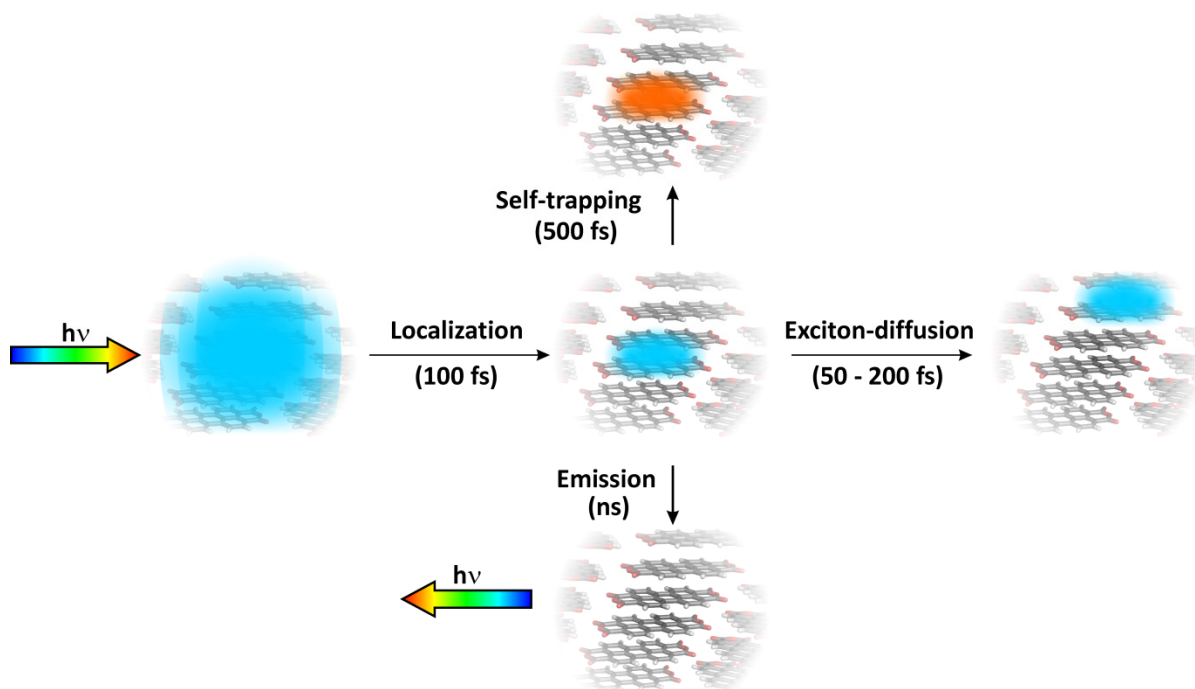 Self-trapping
(500 fs)
hν
Localization
(100 fs)
Exciton-diffusion
(50 - 200 fs)
Emission
(ns)
hν